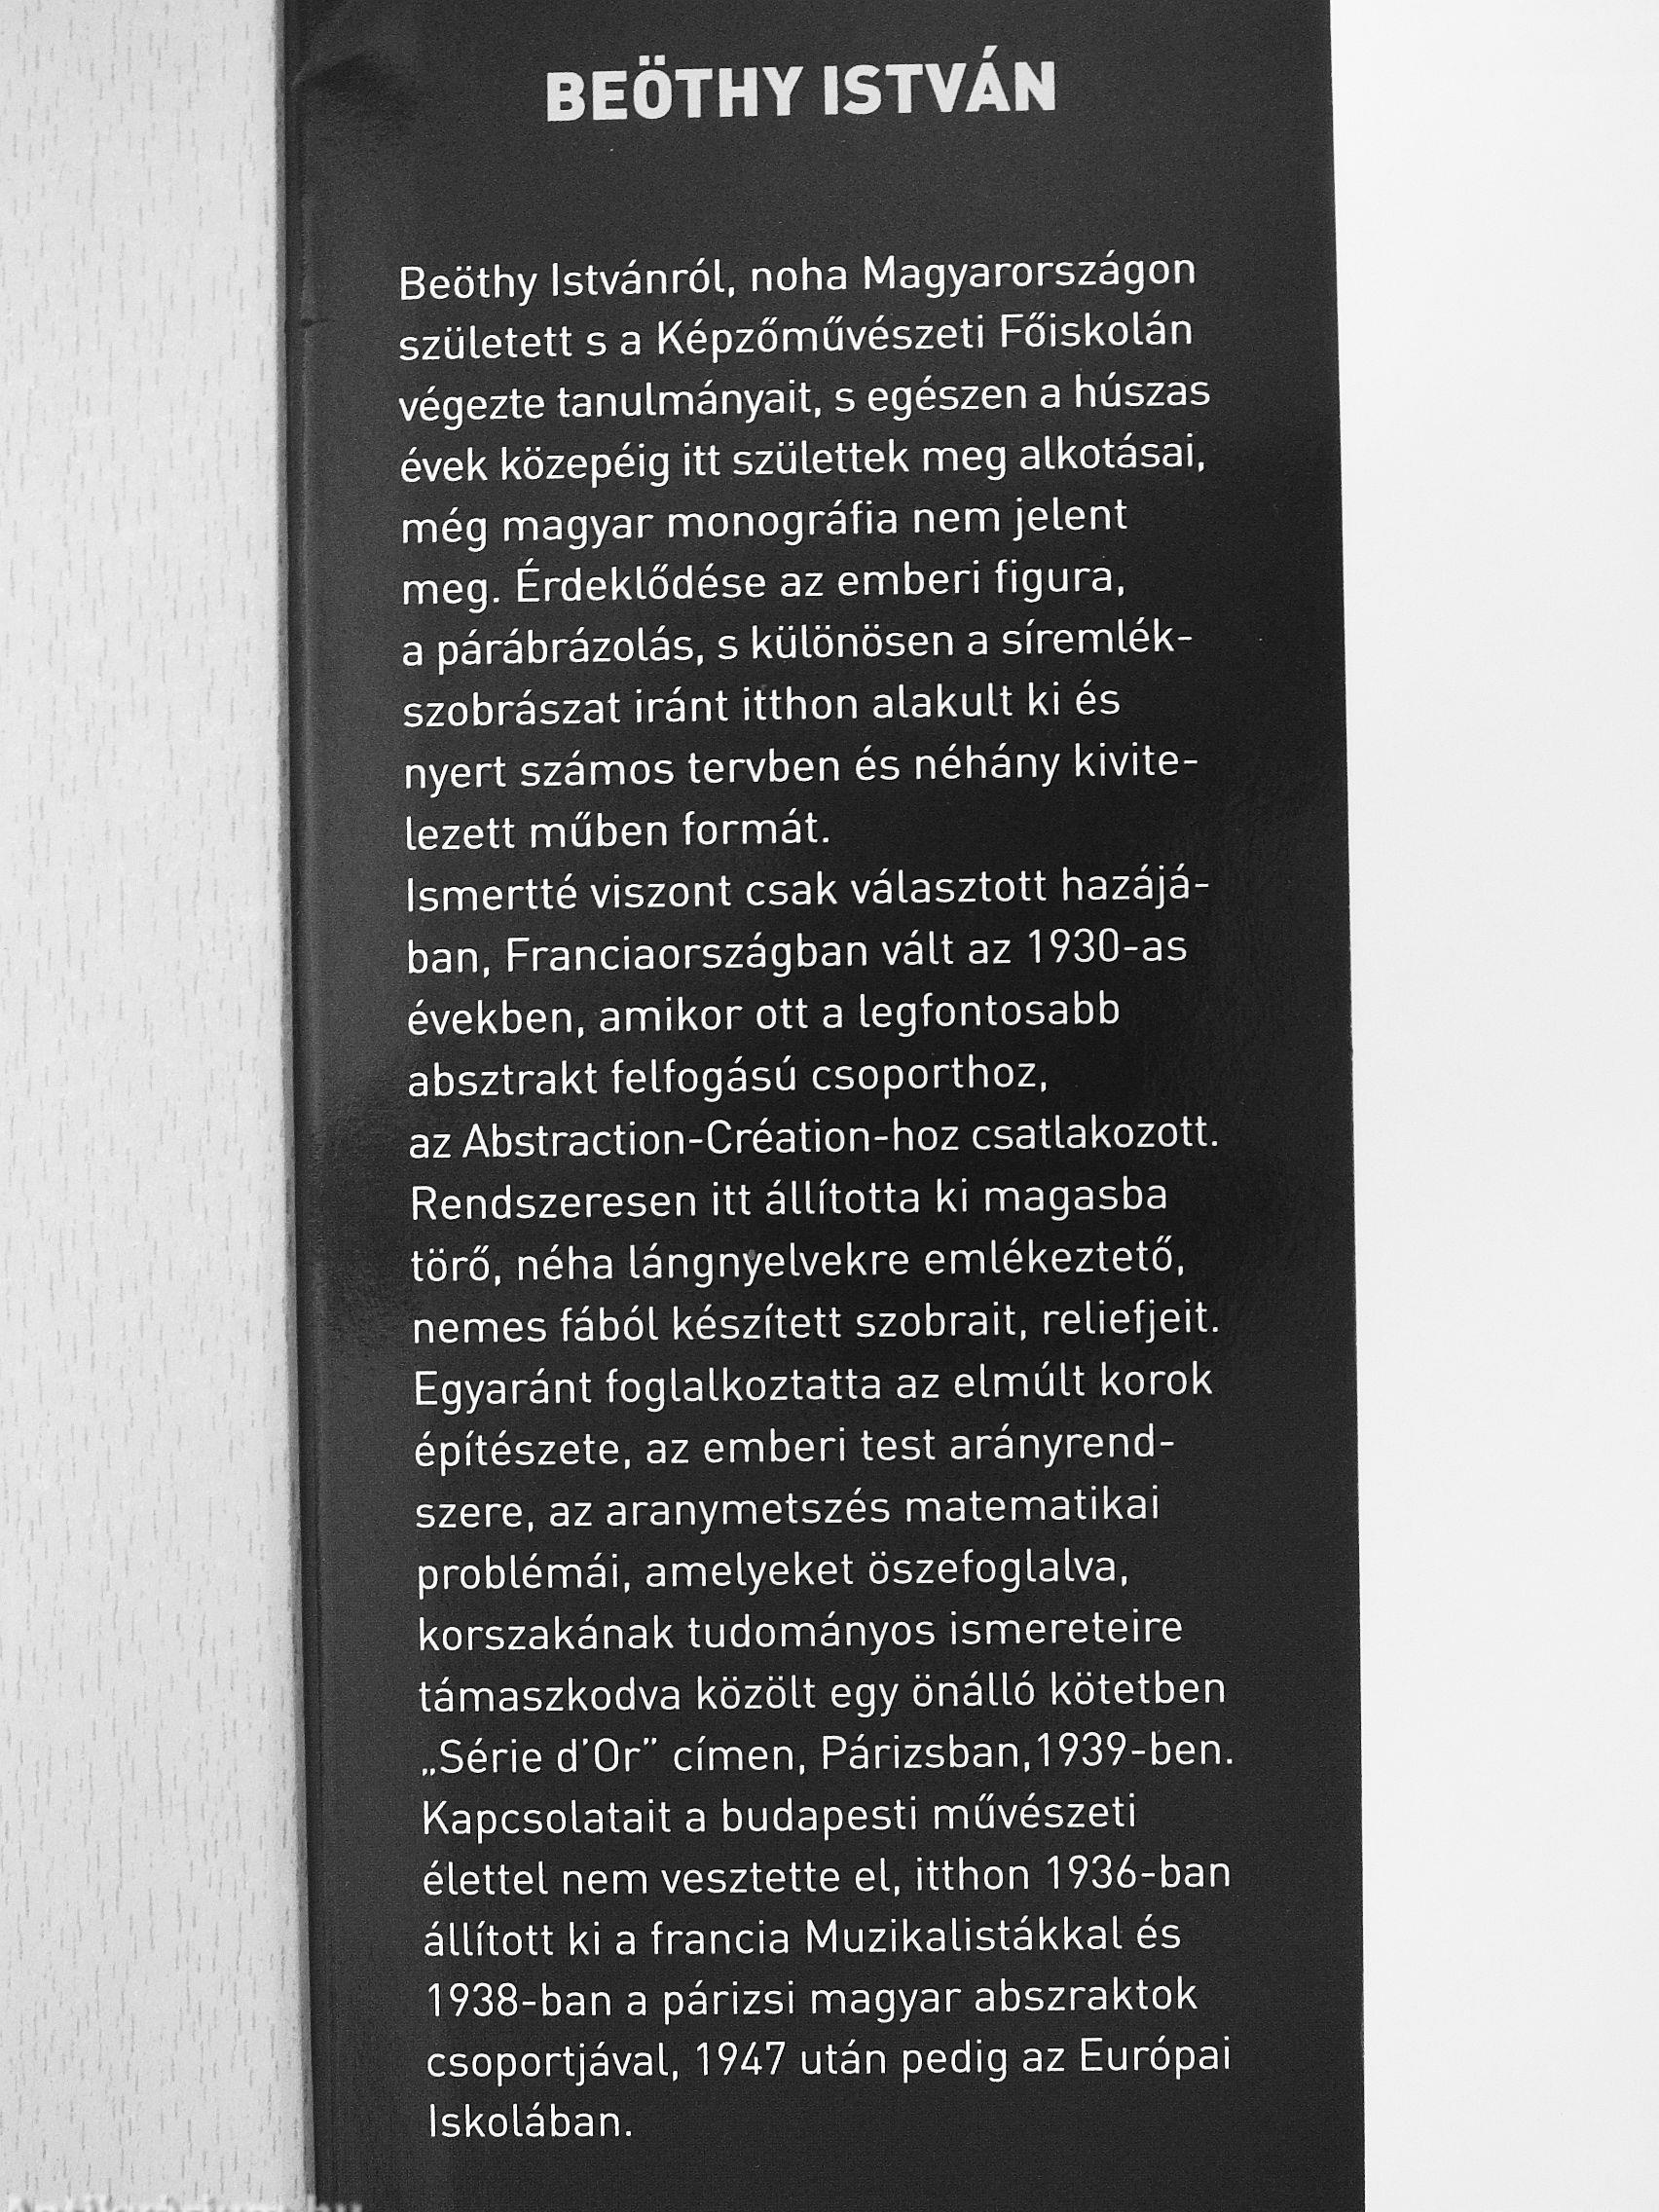 BEÖTHY ISTVÁN
Beöthy Istvánról, noha Magyarországon
született s a Képzőművészeti Főiskolán
végezte tanulmányait, s egészen a húszas
évek közepéig itt születtek meg alkotásai,
még magyar monográfia nem jelent
meg. Érdeklődése az emberi figura,
a párábrázolás, s különösen a síremlék-
szobrászat iránt itthon alakult ki és
nyert számos tervben és néhány kivite-
lezett műben formát.
Ismertté viszont csak választott hazájá-
ban, Franciaországban vált az 1930-as
években, amikor ott a legfontosabb
absztrakt felfogású csoporthoz,
az Abstraction-Création-hoz csatlakozott.
Rendszeresen itt állította ki magasba
törő, néha lángnyelvekre emlékeztető,
nemes fából készített szobrait, reliefjeit.
Egyaránt foglalkoztatta az elmúlt korok
építészete, az emberi test arányrend-
szere, az aranymetszés matematikai
problémái, amelyeket öszefoglalva,
korszakának tudományos ismereteire
támaszkodva közölt egy önálló kötetben
„Série d'Or” címen, Párizsban,1939-ben.
Kapcsolatait a budapesti művészeti
élettel nem vesztette el, itthon 1936-ban
állított ki a francia Muzikalistákkal és
1938-ban a párizsi magyar abszraktok
csoportjával, 1947 után pedig az Európai
Iskolában.